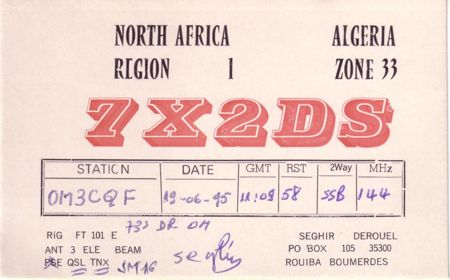 NORTH AFRICA ALGERIA
REGION 1 ZONE 33
7X2DS
STATION DATE GMT RST 2Way MHz
OM3CQF 19-06-95 11:09 58 SSB 144
73s DR OM
RIG FT 101 E SEGHIR DEROUEL
ANT 3 ELE BEAM PO BOX 105 35300
PSE QSL TNX JM16 seghir ROUIBA BOUMERDES